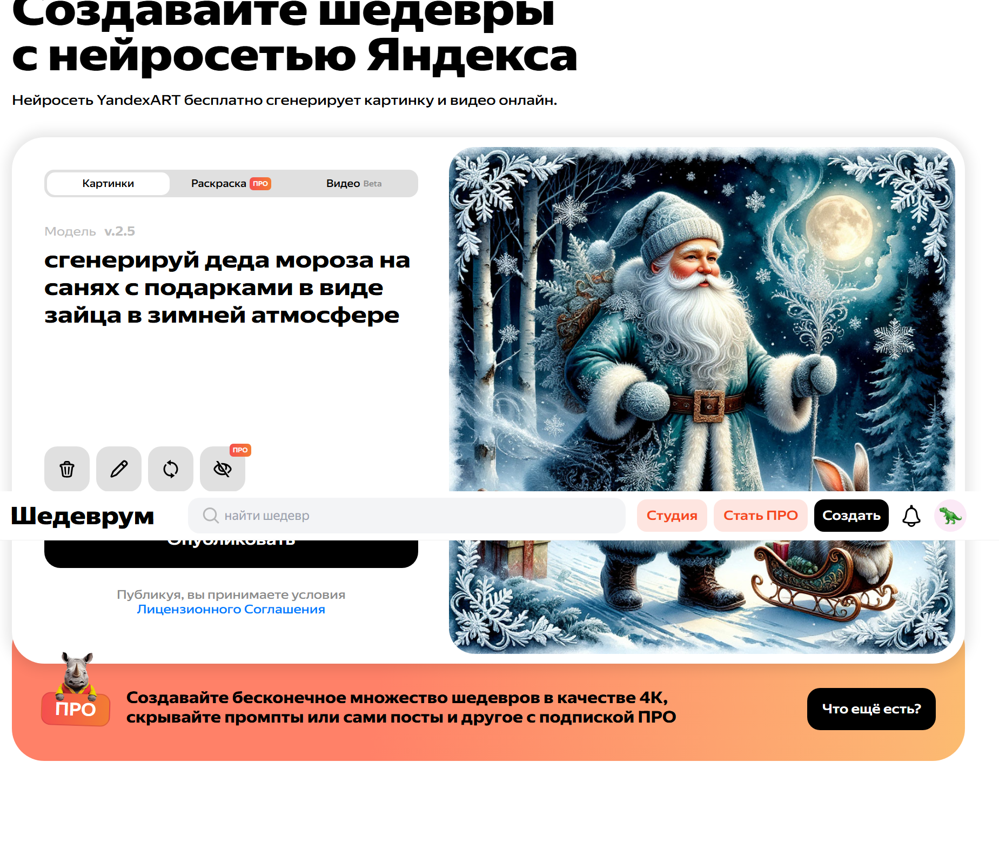 Создавайте шедевры
с нейросетью Яндекса
Нейросеть YandexART бесплатно сгенерирует картинку и видео онлайн.
Картинки
Раскраска ПРО
Видео Beta
Модель v.2.5
сгенерируй деда мороза на
санях с подарками в виде
зайца в зимней атмосфере
ПРО
Шедеврум
найти шедевр
Студия
Стать ПРО
Создать
Опубликовать
Публикуя, вы принимаете условия
Лицензионного Соглашения
ПРО
Создавайте бесконечное множество шедевров в качестве 4К,
скрывайте промпты или сами посты и другое с подпиской ПРО
Что ещё есть?